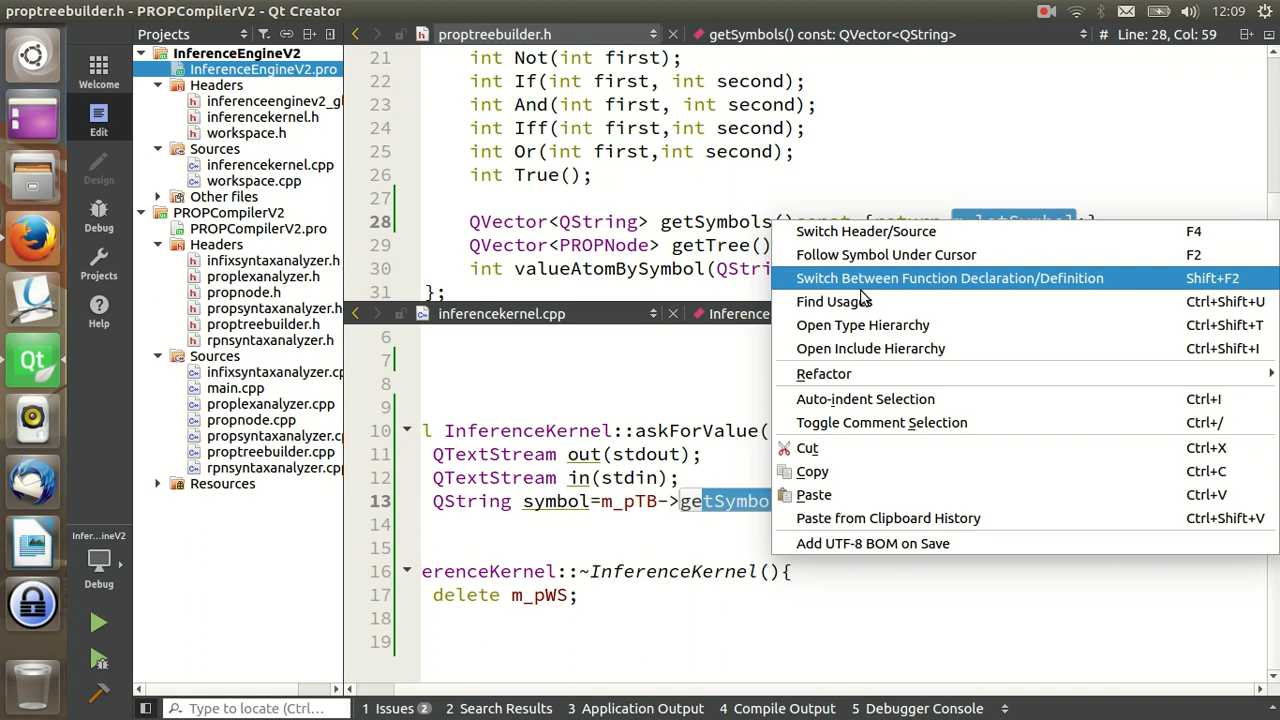 proptreebuilder.h - PROPCompilerV2 - Qt Creator
12:09
Projects
proptreebuilder.h
getSymbols() const: QVector<QString>
Line: 28, Col: 59
Welcome
Edit
Design
Debug
Projects
Help
Infer...neV2
Debug
InferenceEngineV2
InferenceEngineV2.pro
Headers
inferenceenginev2_gl
inferencekernel.h
workspace.h
Sources
inferencekernel.cpp
workspace.cpp
Other files
PROPCompilerV2
PROPCompilerV2.pro
Headers
infixsyntaxanalyzer.h
proplexanalyzer.h
propnode.h
propsyntaxanalyzer.h
proptreebuilder.h
rpnsyntaxanalyzer.h
Sources
infixsyntaxanalyzer.cp
main.cpp
proplexanalyzer.cpp
propnode.cpp
propsyntaxanalyzer.c
proptreebuilder.cpp
rpnsyntaxanalyzer.cpp
Resources
21 int Not(int first);
22 int If(int first, int second);
23 int And(int first, int second);
24 int Iff(int first,int second);
25 int Or(int first,int second);
26 int True();
27
28 QVector<QString> getSymbols()const {return
29 QVector<PROPNode> getTree()
30 int valueAtomBySymbol(QStri
31 };
inferencekernel.cpp
Inference
6
7
8
9
10 l InferenceKernel::askForValue(
11 QTextStream out(stdout);
12 QTextStream in(stdin);
13 QString symbol=m_pTB->getSymbo
14
15
16 erenceKernel::~InferenceKernel(){
17 delete m_pWS;
18
19
Switch Header/Source F4
Follow Symbol Under Cursor F2
Switch Between Function Declaration/Definition Shift+F2
Find Usages Ctrl+Shift+U
Open Type Hierarchy Ctrl+Shift+T
Open Include Hierarchy Ctrl+Shift+I
Refactor
Auto-indent Selection Ctrl+I
Toggle Comment Selection Ctrl+/
Cut Ctrl+X
Copy Ctrl+C
Paste Ctrl+V
Paste from Clipboard History Ctrl+Shift+V
Add UTF-8 BOM on Save
Type to locate (Ctrl...
1 Issues 2
2 Search Results
3 Application Output
4 Compile Output
5 Debugger Console